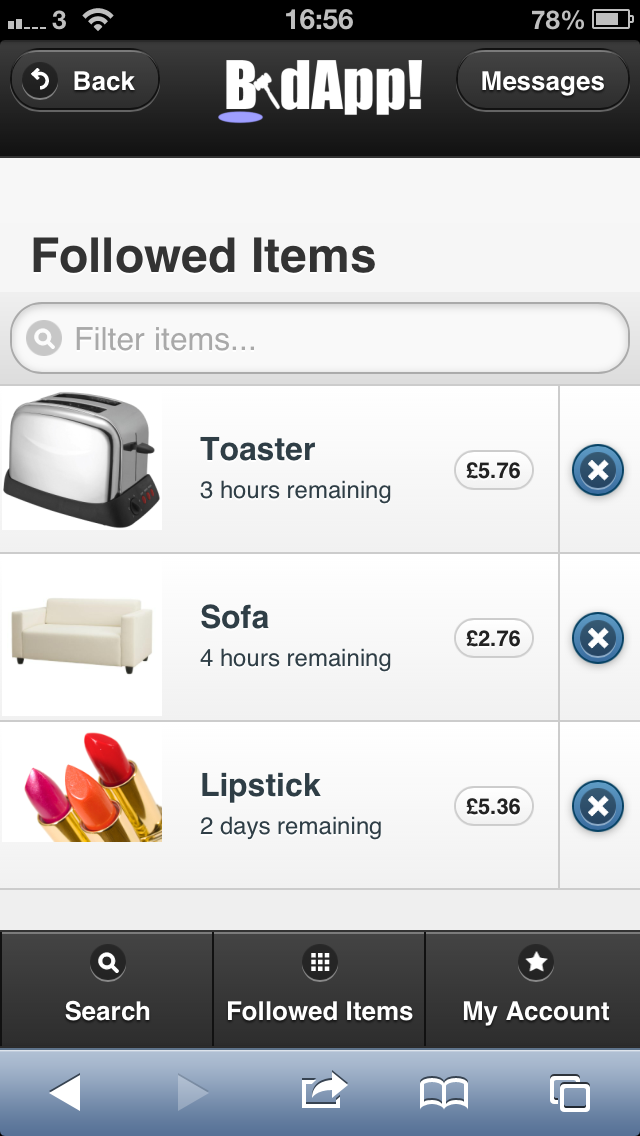 3 16:56 78%
Back BidApp! Messages
Followed Items
Filter items...
Toaster
3 hours remaining
£5.76
Sofa
4 hours remaining
£2.76
Lipstick
2 days remaining
£5.36
Search Followed Items My Account